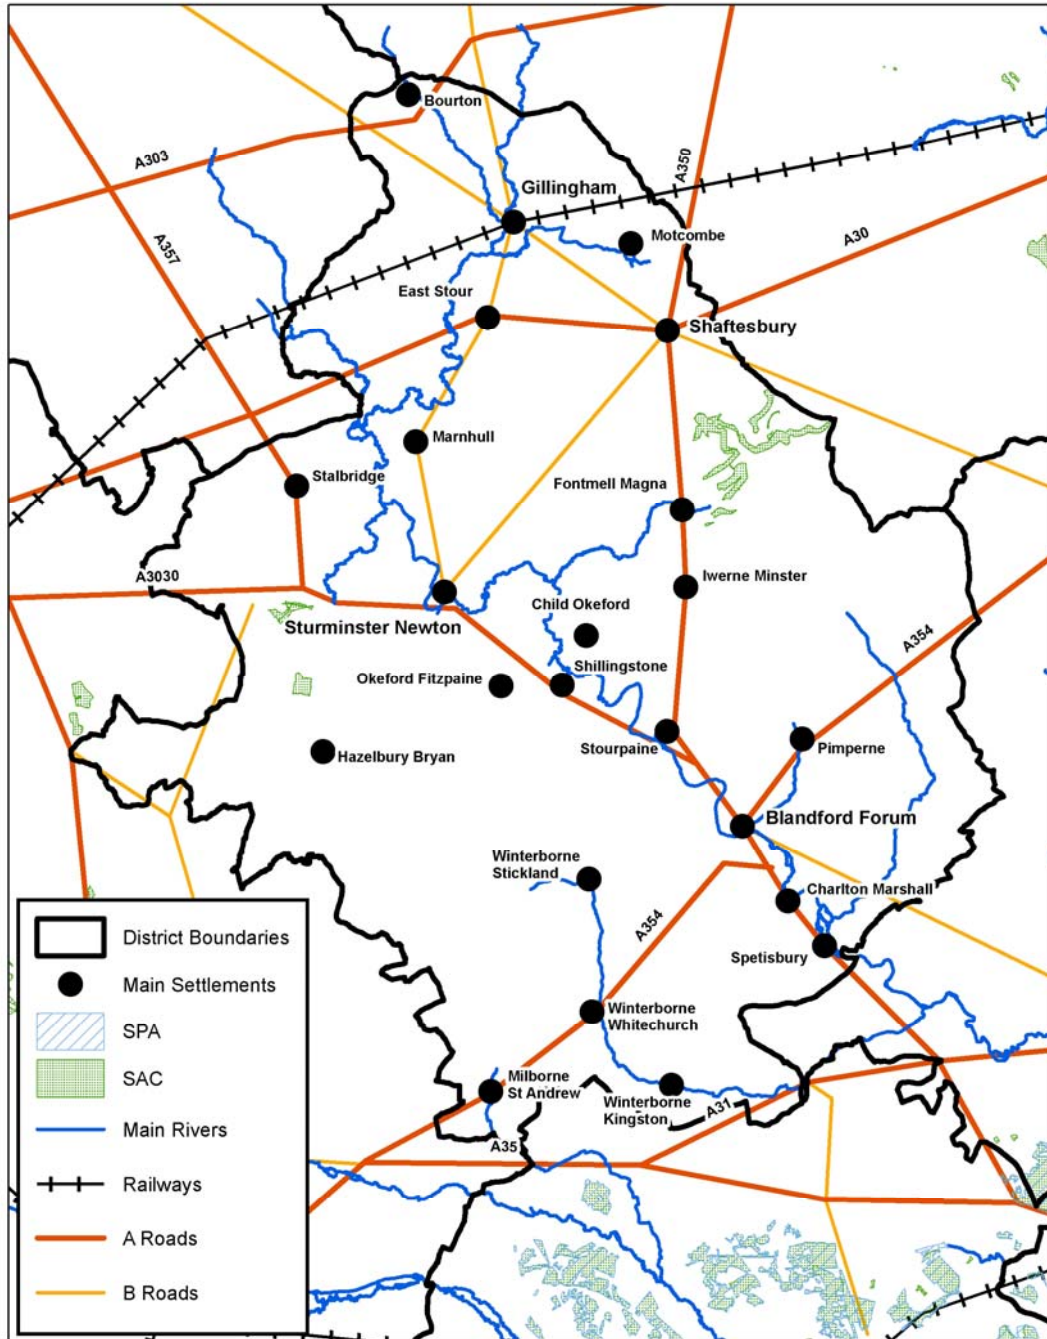 Bourton
A303
Gillingham
A350
Motcombe
A30
A357
East Stour
Shaftesbury
Marnhull
Stalbridge
Fontmell Magna
A3030
Iwerne Minster
Child Okeford
Sturminster Newton
A354
Shillingstone
Okeford Fitzpaine
Stourpaine
Pimperne
Hazelbury Bryan
Blandford Forum
Winterborne
Stickland
Charlton Marshall
A354
Spetisbury
Winterborne
Whitechurch
Milborne
St Andrew
Winterborne
Kingston
A31
A35
District Boundaries
Main Settlements
SPA
SAC
Main Rivers
Railways
A Roads
B Roads